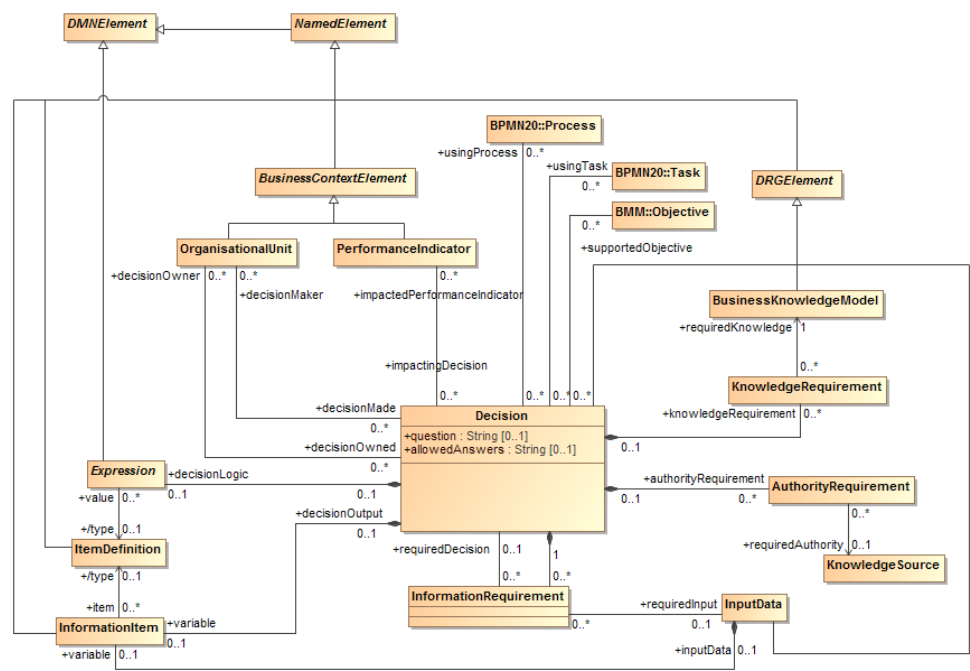 DMNElement
NamedElement
BPMN20::Process
+usingProcess 0..*
+usingTask
BPMN20::Task
0..*
BusinessContextElement
DRGElement
BMM::Objective
0..*
+supportedObjective
OrganisationalUnit
PerformanceIndicator
+decisionOwner 0..* 0..*
0..*
+decisionMaker
+impactedPerformanceIndicator
BusinessKnowledgeModel
+requiredKnowledge 1
+impactingDecision
0..*
KnowledgeRequirement
0..* 0..* 0..* 0..*
+decisionMade
0..*
Decision
+knowledgeRequirement 0..*
+question : String [0..1]
+allowedAnswers : String [0..1]
0..1
+decisionOwned
0..*
Expression
+decisionLogic
0..1
0..1
+authorityRequirement
0..1
0..*
AuthorityRequirement
+value 0..*
+decisionOutput
0..1
0..*
+/type 0..1
+requiredDecision 0..1
1
+requiredAuthority 0..1
ItemDefinition
KnowledgeSource
+/type 0..1
0..* 0..*
InformationRequirement
+item 0..*
+requiredInput
InputData
InformationItem
+variable
0..1
0..*
0..1
+variable 0..1
+inputData 0..1